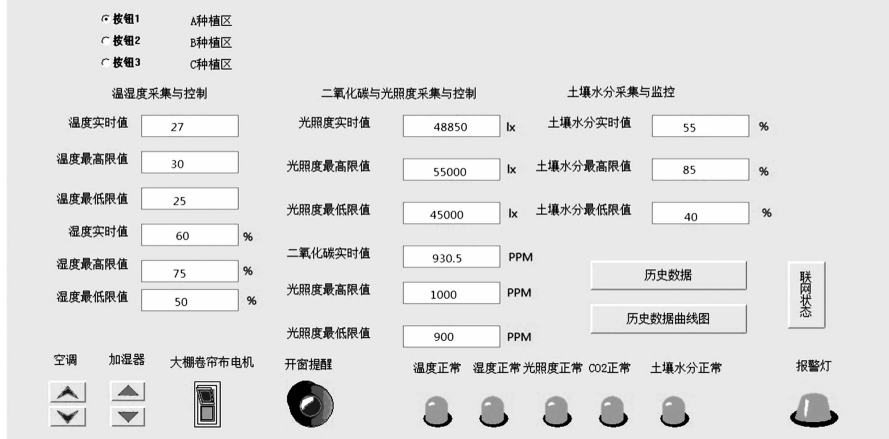 按钮1 A种植区
按钮2 B种植区
按钮3 C种植区
温湿度采集与控制 二氧化碳与光照度采集与控制 土壤水分采集与监控
温度实时值 27 光照度实时值 48850 lx 土壤水分实时值 55 %
温度最高限值 30 光照度最高限值 55000 lx 土壤水分最高限值 85 %
温度最低限值 25 光照度最低限值 45000 lx 土壤水分最低限值 40 %
湿度实时值 60 % 二氧化碳实时值 930.5 PPM
湿度最高限值 75 % 光照度最高限值 1000 PPM
湿度最低限值 50 % 光照度最低限值 900 PPM
历史数据
历史数据曲线图
联网状态
空调 加湿器 大棚卷帘布电机 开窗提醒 温度正常 湿度正常 光照度正常 CO2正常 土壤水分正常 报警灯